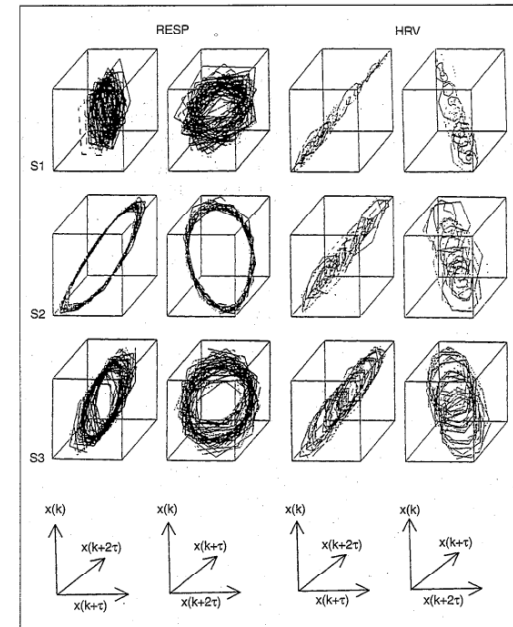 RESP HRV
S1
S2
S3
x(k) x(k) x(k) x(k)
x(k+2τ) x(k+τ) x(k+2τ) x(k+τ)
x(k+τ) x(k+2τ) x(k+τ) x(k+2τ)